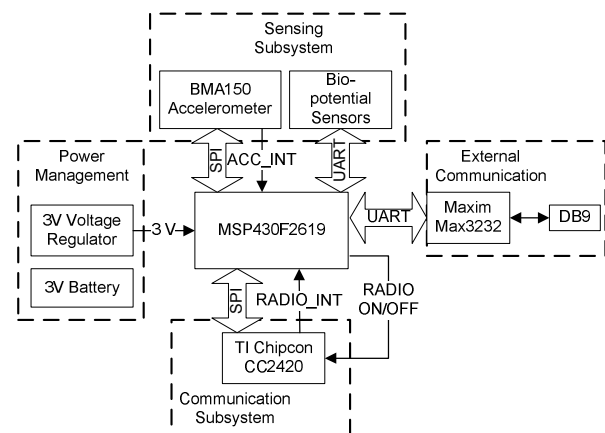 Sensing
Subsystem
BMA150
Accelerometer
Bio-
potential
Sensors
SPI
ACC_INT
UART
Power
Management
3V Voltage
Regulator
3V Battery
3 V
MSP430F2619
UART
External
Communication
Maxim
Max3232
DB9
SPI
RADIO_INT
RADIO
ON/OFF
TI Chipcon
CC2420
Communication
Subsystem